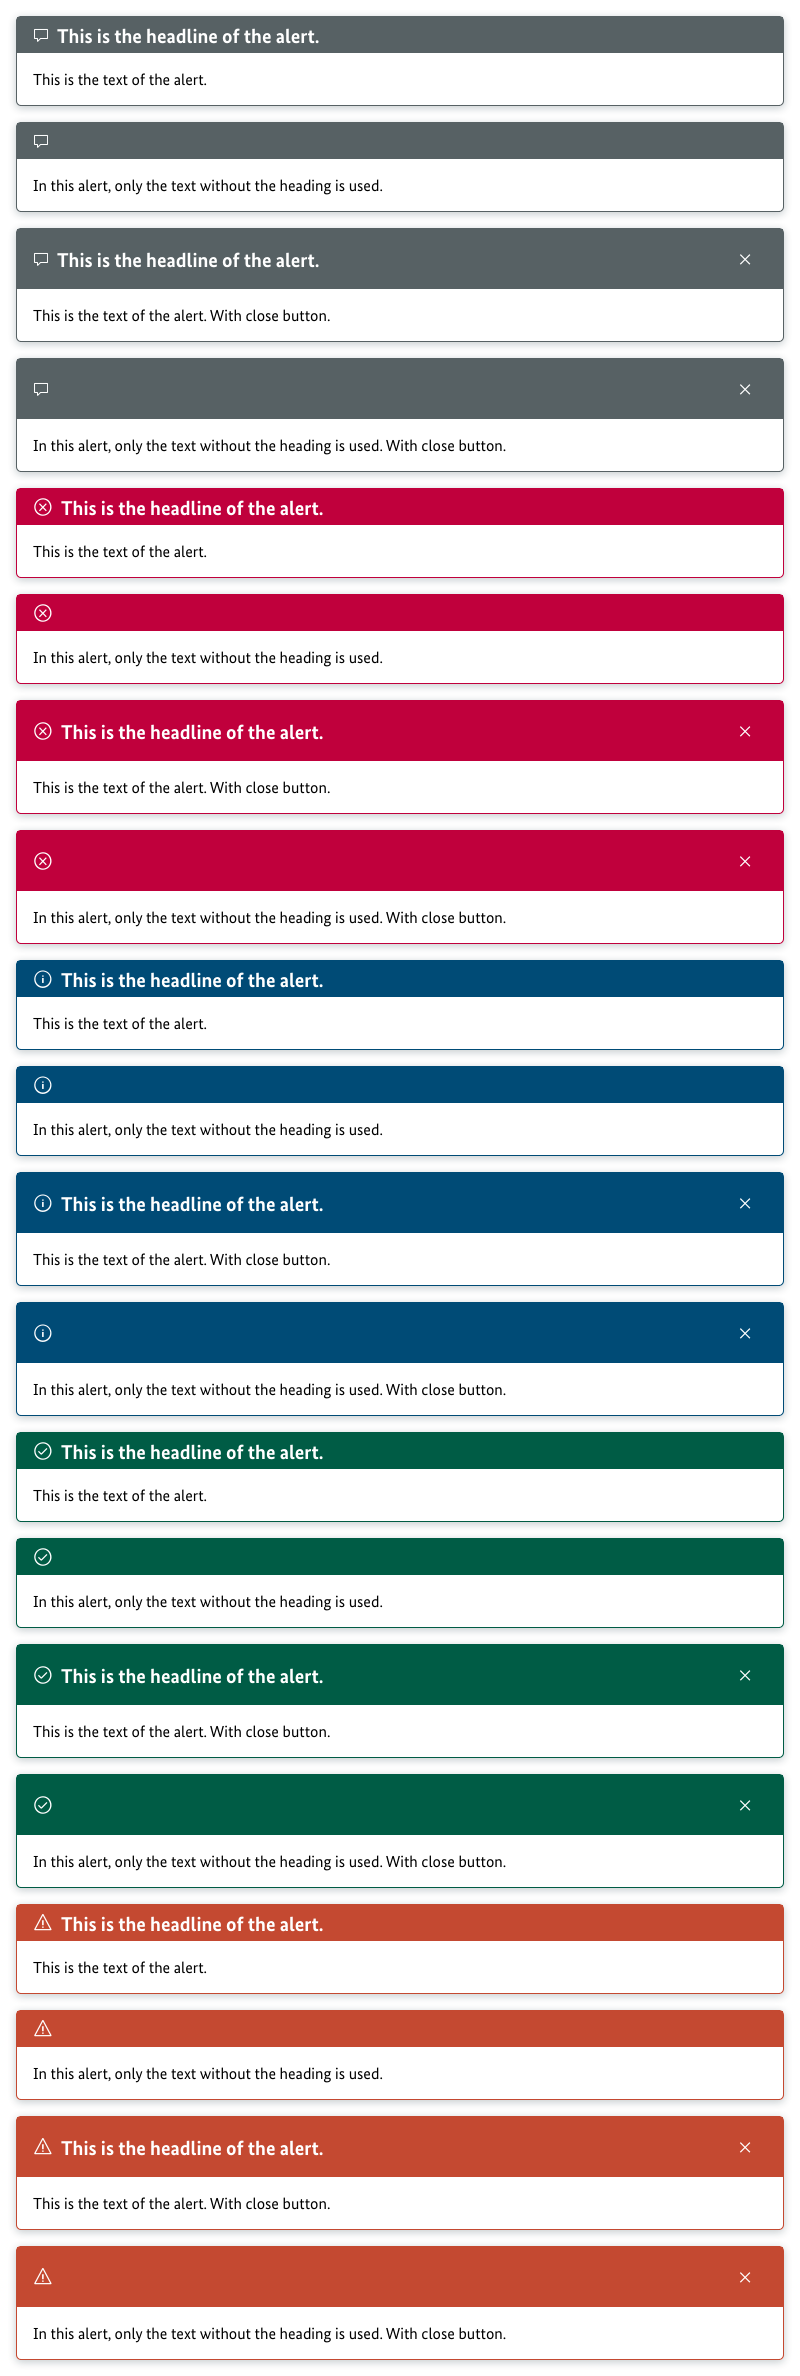 This is the headline of the alert.
This is the text of the alert.
In this alert, only the text without the heading is used.
This is the headline of the alert.
This is the text of the alert. With close button.
In this alert, only the text without the heading is used. With close button.
This is the headline of the alert.
This is the text of the alert.
In this alert, only the text without the heading is used.
This is the headline of the alert.
This is the text of the alert. With close button.
In this alert, only the text without the heading is used. With close button.
This is the headline of the alert.
This is the text of the alert.
In this alert, only the text without the heading is used.
This is the headline of the alert.
This is the text of the alert. With close button.
In this alert, only the text without the heading is used. With close button.
This is the headline of the alert.
This is the text of the alert.
In this alert, only the text without the heading is used.
This is the headline of the alert.
This is the text of the alert. With close button.
In this alert, only the text without the heading is used. With close button.
This is the headline of the alert.
This is the text of the alert.
In this alert, only the text without the heading is used.
This is the headline of the alert.
This is the text of the alert. With close button.
In this alert, only the text without the heading is used. With close button.